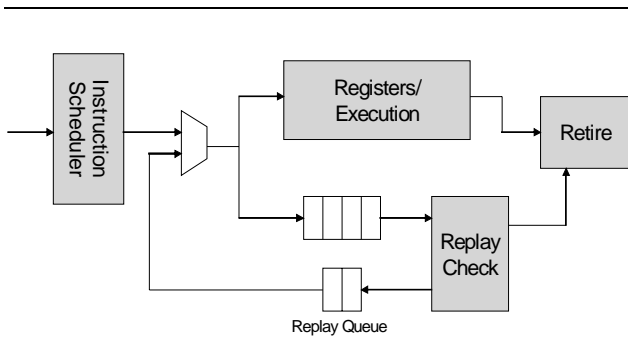 Instruction
Scheduler
Registers/
Execution
Retire
Replay
Check
Replay Queue